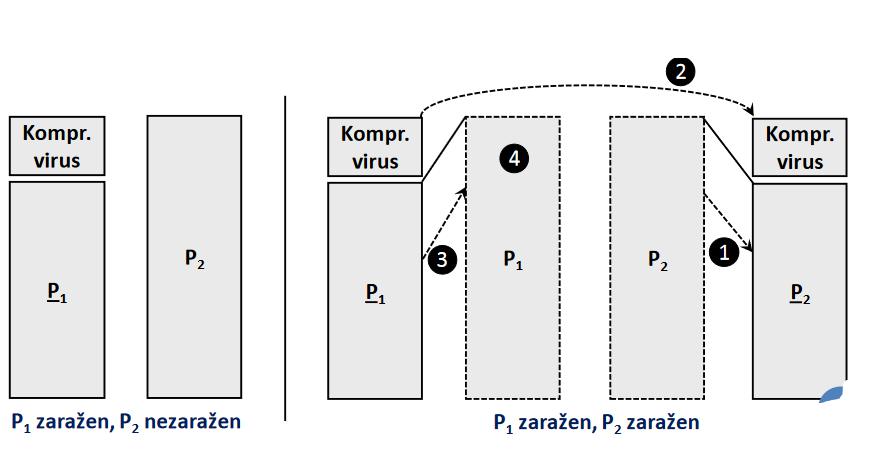 Kompr.
virus
P₁
P₂
P₁ zaražen, P₂ nezaražen
2
Kompr.
virus
4
Kompr.
virus
3
P₁
P₁
P₂
1
P₂
P₁ zaražen, P₂ zaražen